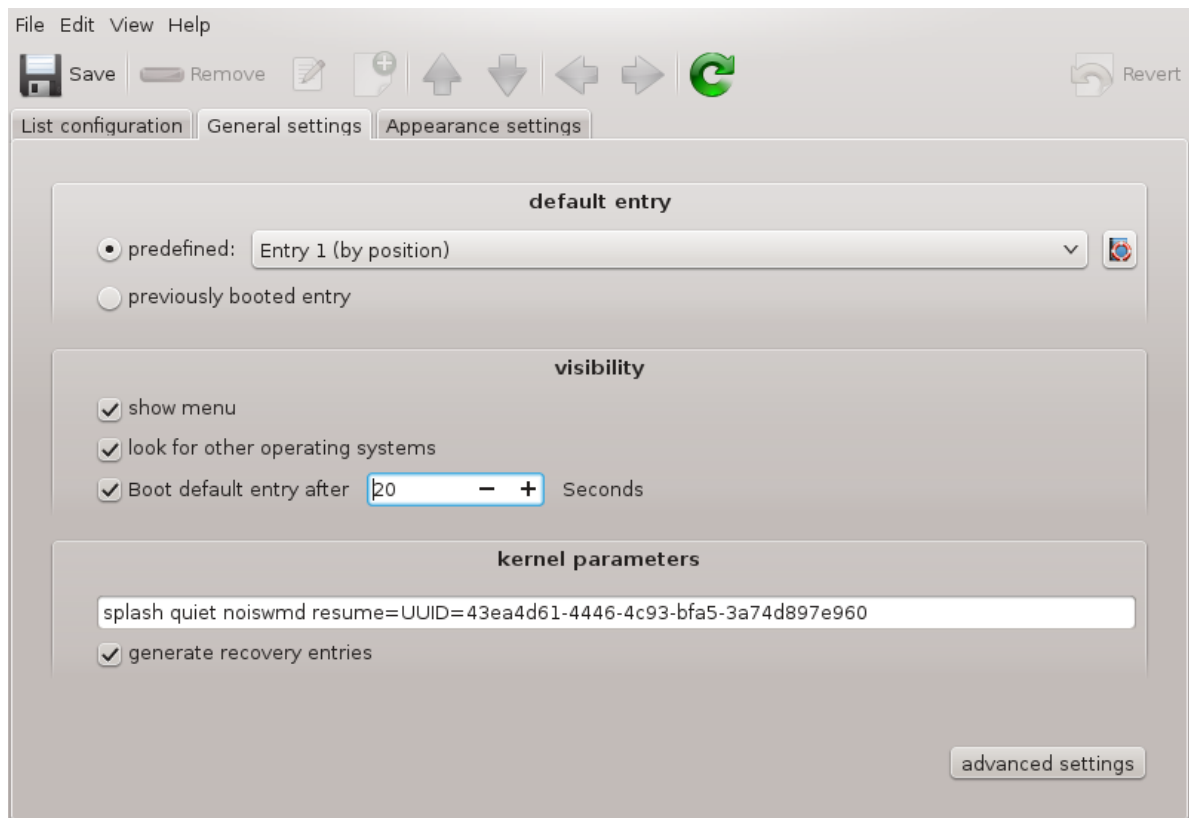 File Edit View Help
Save Remove Revert
List configuration General settings Appearance settings
default entry
predefined: Entry 1 (by position)
previously booted entry
visibility
show menu
look for other operating systems
Boot default entry after 20 Seconds
kernel parameters
splash quiet noiswmd resume=UUID=43ea4d61-4446-4c93-bfa5-3a74d897e960
generate recovery entries
advanced settings